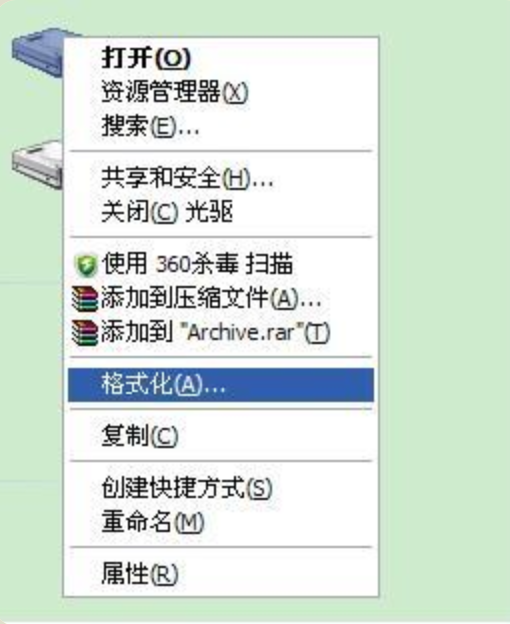 打开(O)
资源管理器(X)
搜索(E)...
共享和安全(H)...
关闭(C) 光驱
使用 360杀毒 扫描
添加到压缩文件(A)...
添加到 "Archive.rar"(T)
格式化(A)...
复制(C)
创建快捷方式(S)
重命名(M)
属性(R)